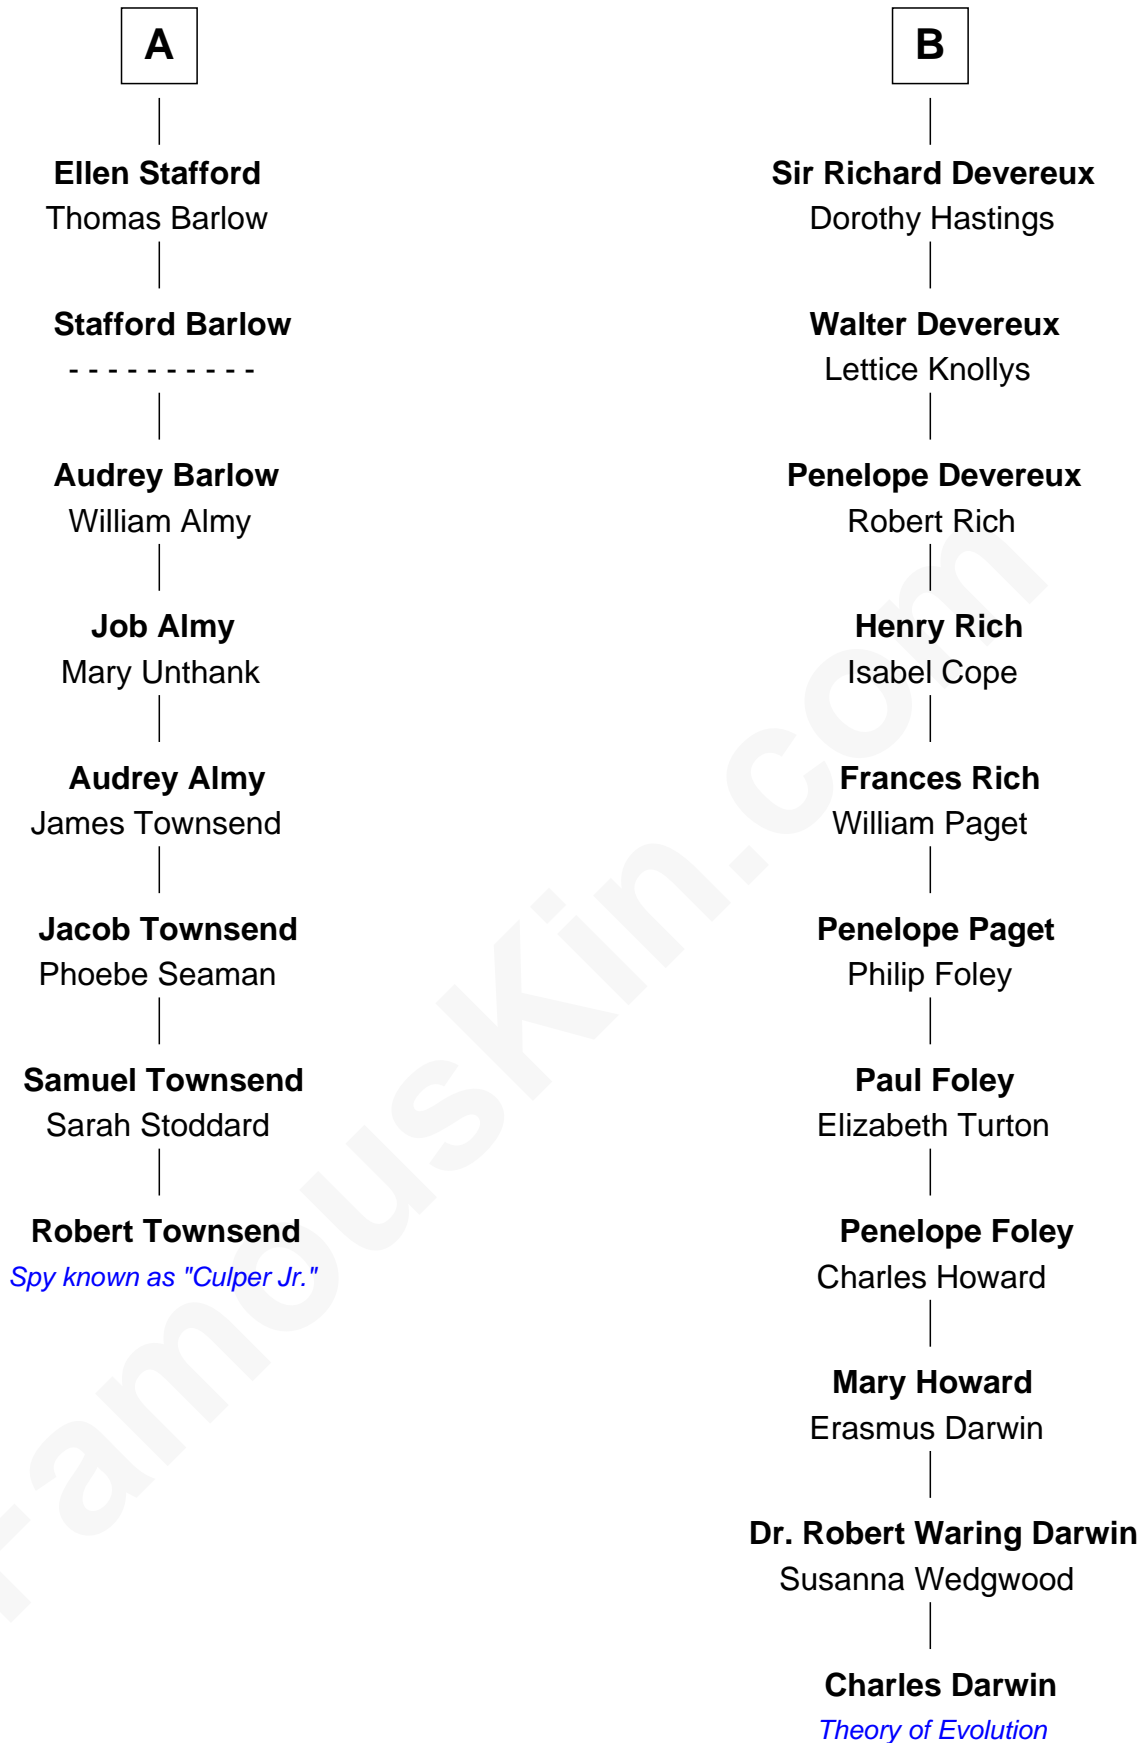 A
Ellen Stafford
Thomas Barlow
Stafford Barlow
- - - - - - - - - -
Audrey Barlow
William Almy
Job Almy
Mary Unthank
Audrey Almy
James Townsend
Jacob Townsend
Phoebe Seaman
Samuel Townsend
Sarah Stoddard
Robert Townsend
Spy known as "Culper Jr."
B
Sir Richard Devereux
Dorothy Hastings
Walter Devereux
Lettice Knollys
Penelope Devereux
Robert Rich
Henry Rich
Isabel Cope
Frances Rich
William Paget
Penelope Paget
Philip Foley
Paul Foley
Elizabeth Turton
Penelope Foley
Charles Howard
Mary Howard
Erasmus Darwin
Dr. Robert Waring Darwin
Susanna Wedgwood
Charles Darwin
Theory of Evolution
FamousKin.com